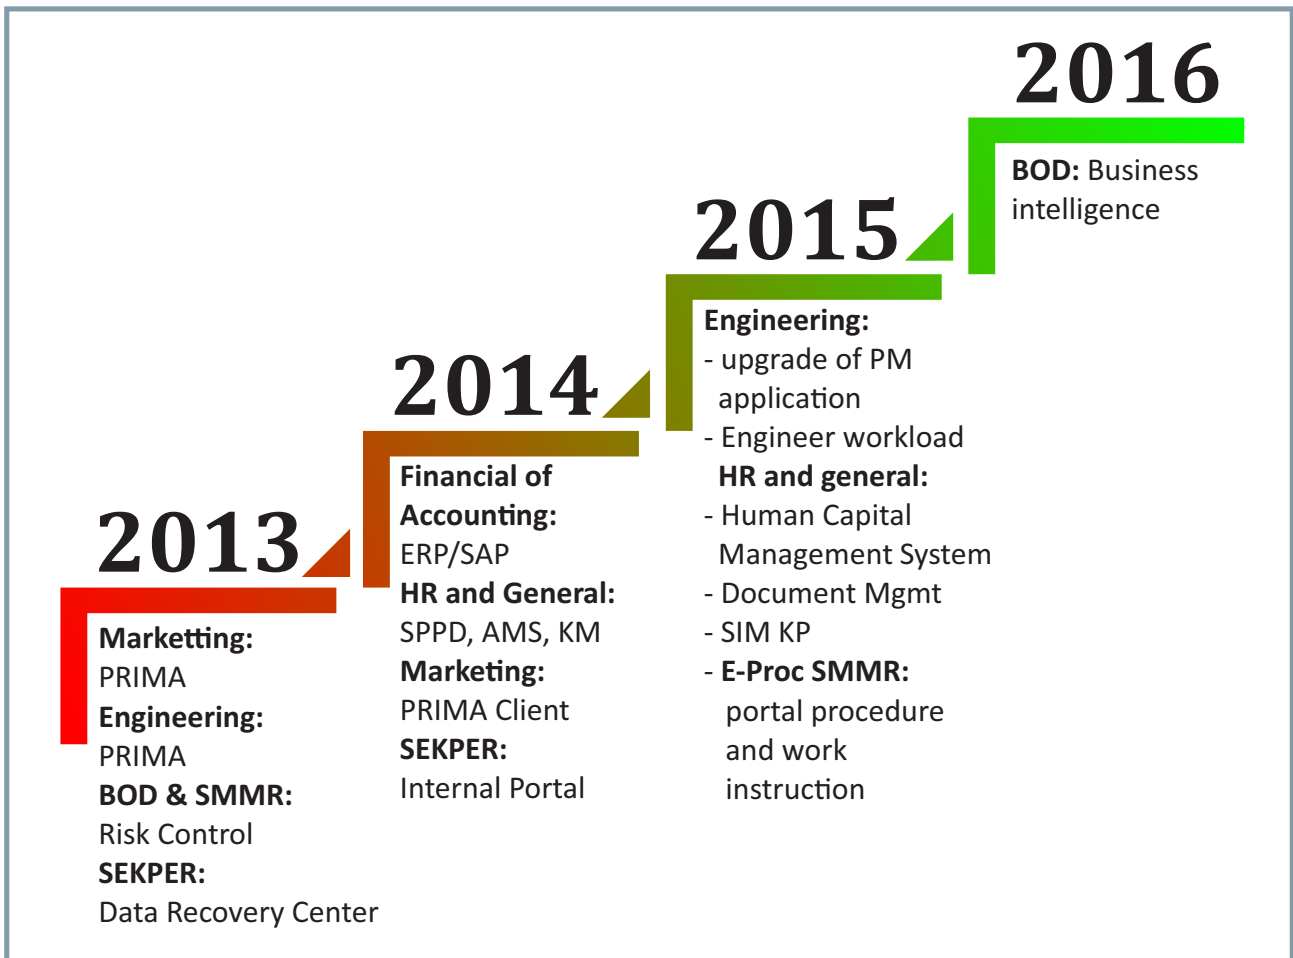 2013
Marketting:
PRIMA
Engineering:
PRIMA
BOD & SMMR:
Risk Control
SEKPER:
Data Recovery Center
2014
Financial of
Accounting:
ERP/SAP
HR and General:
SPPD, AMS, KM
Marketing:
PRIMA Client
SEKPER:
Internal Portal
2015
Engineering:
- upgrade of PM
application
- Engineer workload
HR and general:
- Human Capital
Management System
- Document Mgmt
- SIM KP
- E-Proc SMMR:
portal procedure
and work
instruction
2016
BOD: Business
intelligence